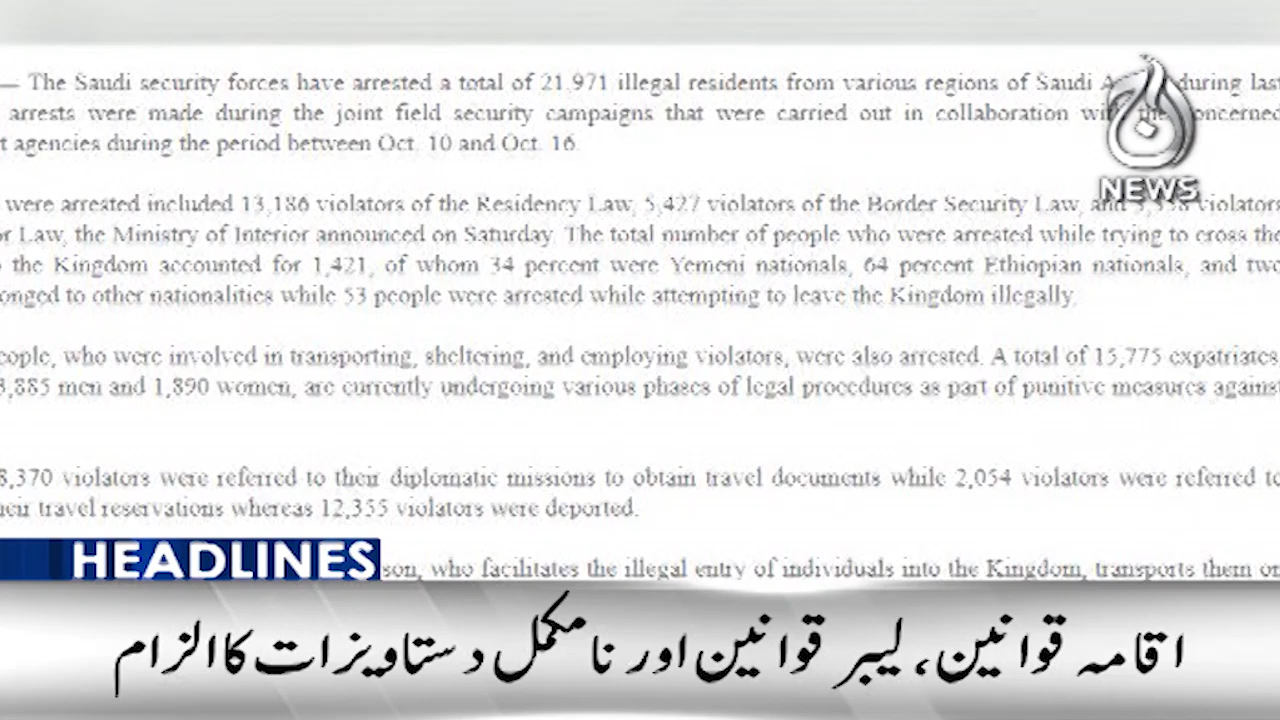 — The Saudi security forces have arrested a total of 21,971 illegal residents from various regions of Saudi during last
arrests were made during the joint field security campaigns that were carried out in collaboration with the concerned
t agencies during the period between Oct. 10 and Oct. 16.
were arrested included 13,186 violators of the Residency Law, 5,427 violators of the Border Security Law, and violators
or Law, the Ministry of Interior announced on Saturday. The total number of people who were arrested while trying to cross the
o the Kingdom accounted for 1,421, of whom 34 percent were Yemeni nationals, 64 percent Ethiopian nationals, and two
onged to other nationalities while 53 people were arrested while attempting to leave the Kingdom illegally.
eople, who were involved in transporting, sheltering, and employing violators, were also arrested. A total of 15,775 expatriates,
3,885 men and 1,890 women, are currently undergoing various phases of legal procedures as part of punitive measures against
8,370 violators were referred to their diplomatic missions to obtain travel documents while 2,054 violators were referred to
heir travel reservations whereas 12,355 violators were deported.
son, who facilitates the illegal entry of individuals into the Kingdom, transports them or
NEWS
HEADLINES
اقامہ قوانین، لیبر قوانین اور نامکمل دستاویزات کا الزام